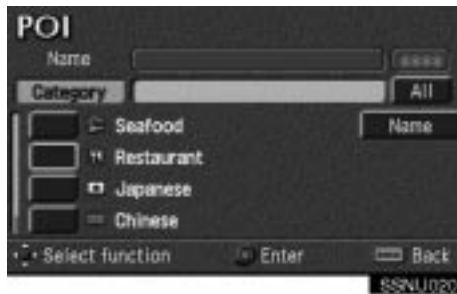 POI
Name
Category All
Seafood Name
Restaurant
Japanese
Chinese
Select function Enter Back
SSNU020